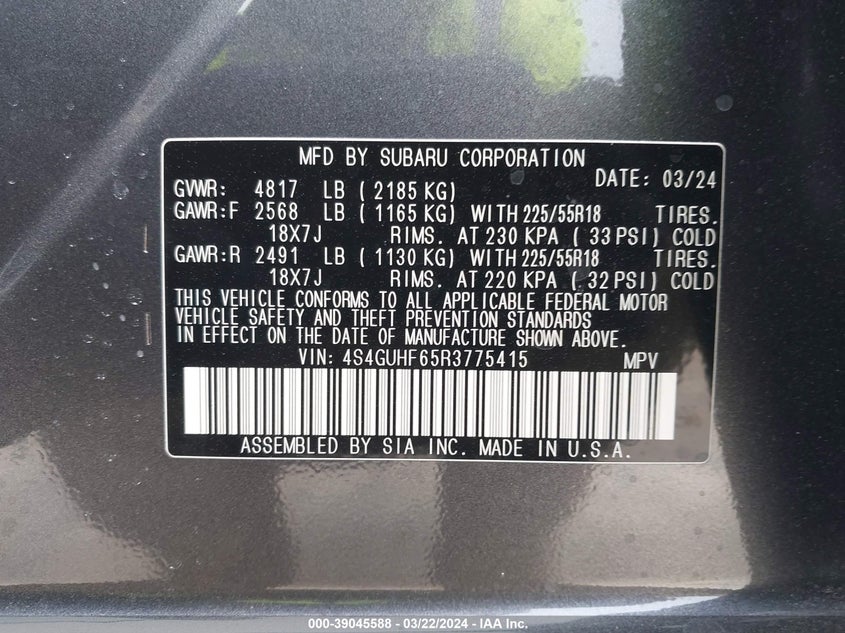 MFD BY SUBARU CORPORATION
DATE: 03/24
GVWR: 4817 LB ( 2185 KG)
GAWR:F 2568 LB ( 1165 KG) WITH 225/55R18 TIRES.
18X7J RIMS. AT 230 KPA ( 33 PSI) COLD
GAWR:R 2491 LB ( 1130 KG) WITH 225/55R18 TIRES.
18X7J RIMS. AT 220 KPA ( 32 PSI) COLD
THIS VEHICLE CONFORMS TO ALL APPLICABLE FEDERAL MOTOR
VEHICLE SAFETY AND THEFT PREVENTION STANDARDS
IN EFFECT ON THE DATE OF MANUFACTURE SHOWN ABOVE.
VIN: 4S4GUHF65R3775415 MPV
ASSEMBLED BY SIA INC. MADE IN U.S.A.
000-39045588 - 03/22/2024 - IAA Inc.